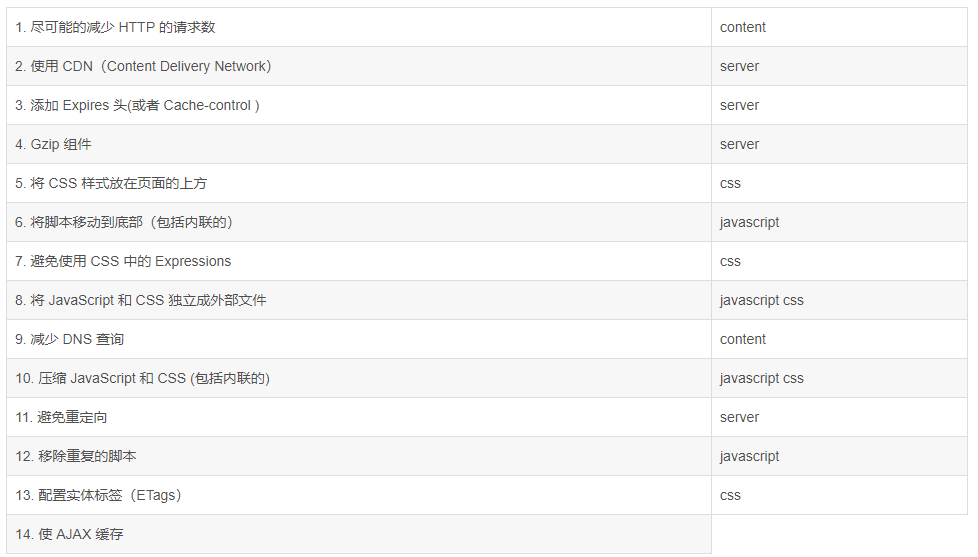 1. 尽可能的减少 HTTP 的请求数 content
2. 使用 CDN（Content Delivery Network） server
3. 添加 Expires 头(或者 Cache-control ) server
4. Gzip 组件 server
5. 将 CSS 样式放在页面的上方 css
6. 将脚本移动到底部（包括内联的） javascript
7. 避免使用 CSS 中的 Expressions css
8. 将 JavaScript 和 CSS 独立成外部文件 javascript css
9. 减少 DNS 查询 content
10. 压缩 JavaScript 和 CSS (包括内联的) javascript css
11. 避免重定向 server
12. 移除重复的脚本 javascript
13. 配置实体标签（ETags） css
14. 使 AJAX 缓存